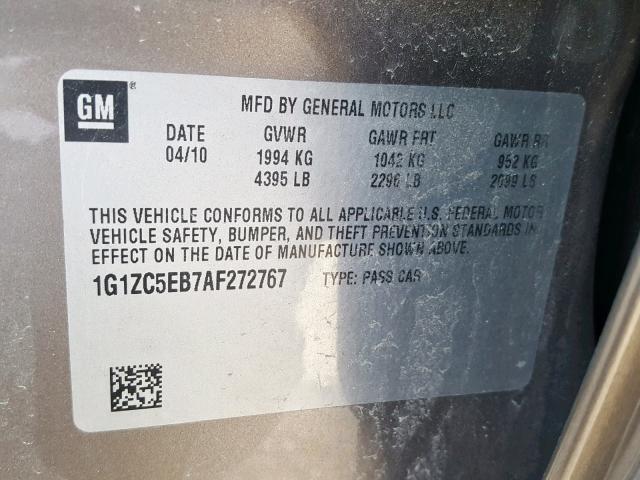 GM ®
MFD BY GENERAL MOTORS LLC
DATE GVWR GAWR FRT GAWR RR
04/10 1994 KG 1042 KG 952 KG
4395 LB 2296 LB 2099 LB
THIS VEHICLE CONFORMS TO ALL APPLICABLE U.S. FEDERAL MOTOR
VEHICLE SAFETY, BUMPER, AND THEFT PREVENTION STANDARDS IN
EFFECT ON THE DATE OF MANUFACTURE SHOWN ABOVE.
1G1ZC5EB7AF272767 TYPE: PASS CAR